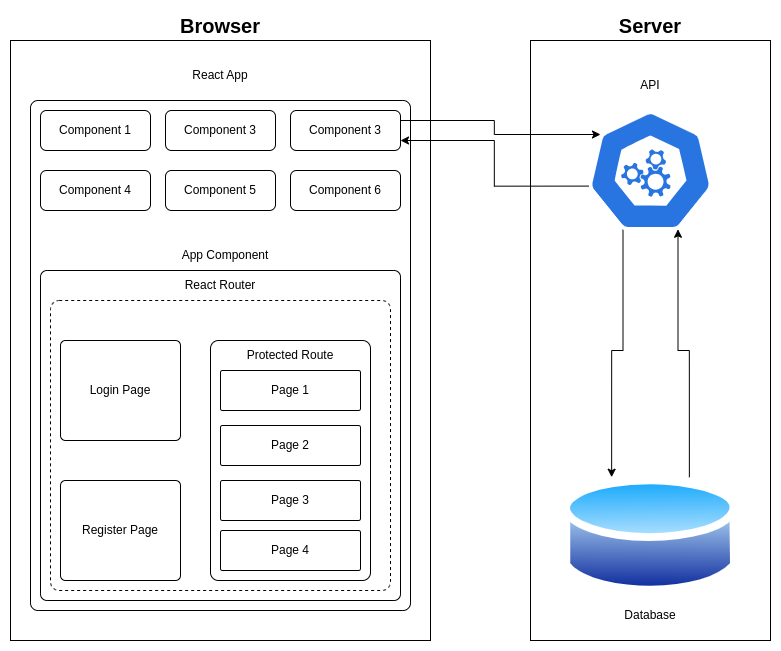 Browser
Server
React App
API
Component 1
Component 3
Component 3
Component 4
Component 5
Component 6
App Component
React Router
Login Page
Protected Route
Page 1
Page 2
Page 3
Register Page
Page 4
Database